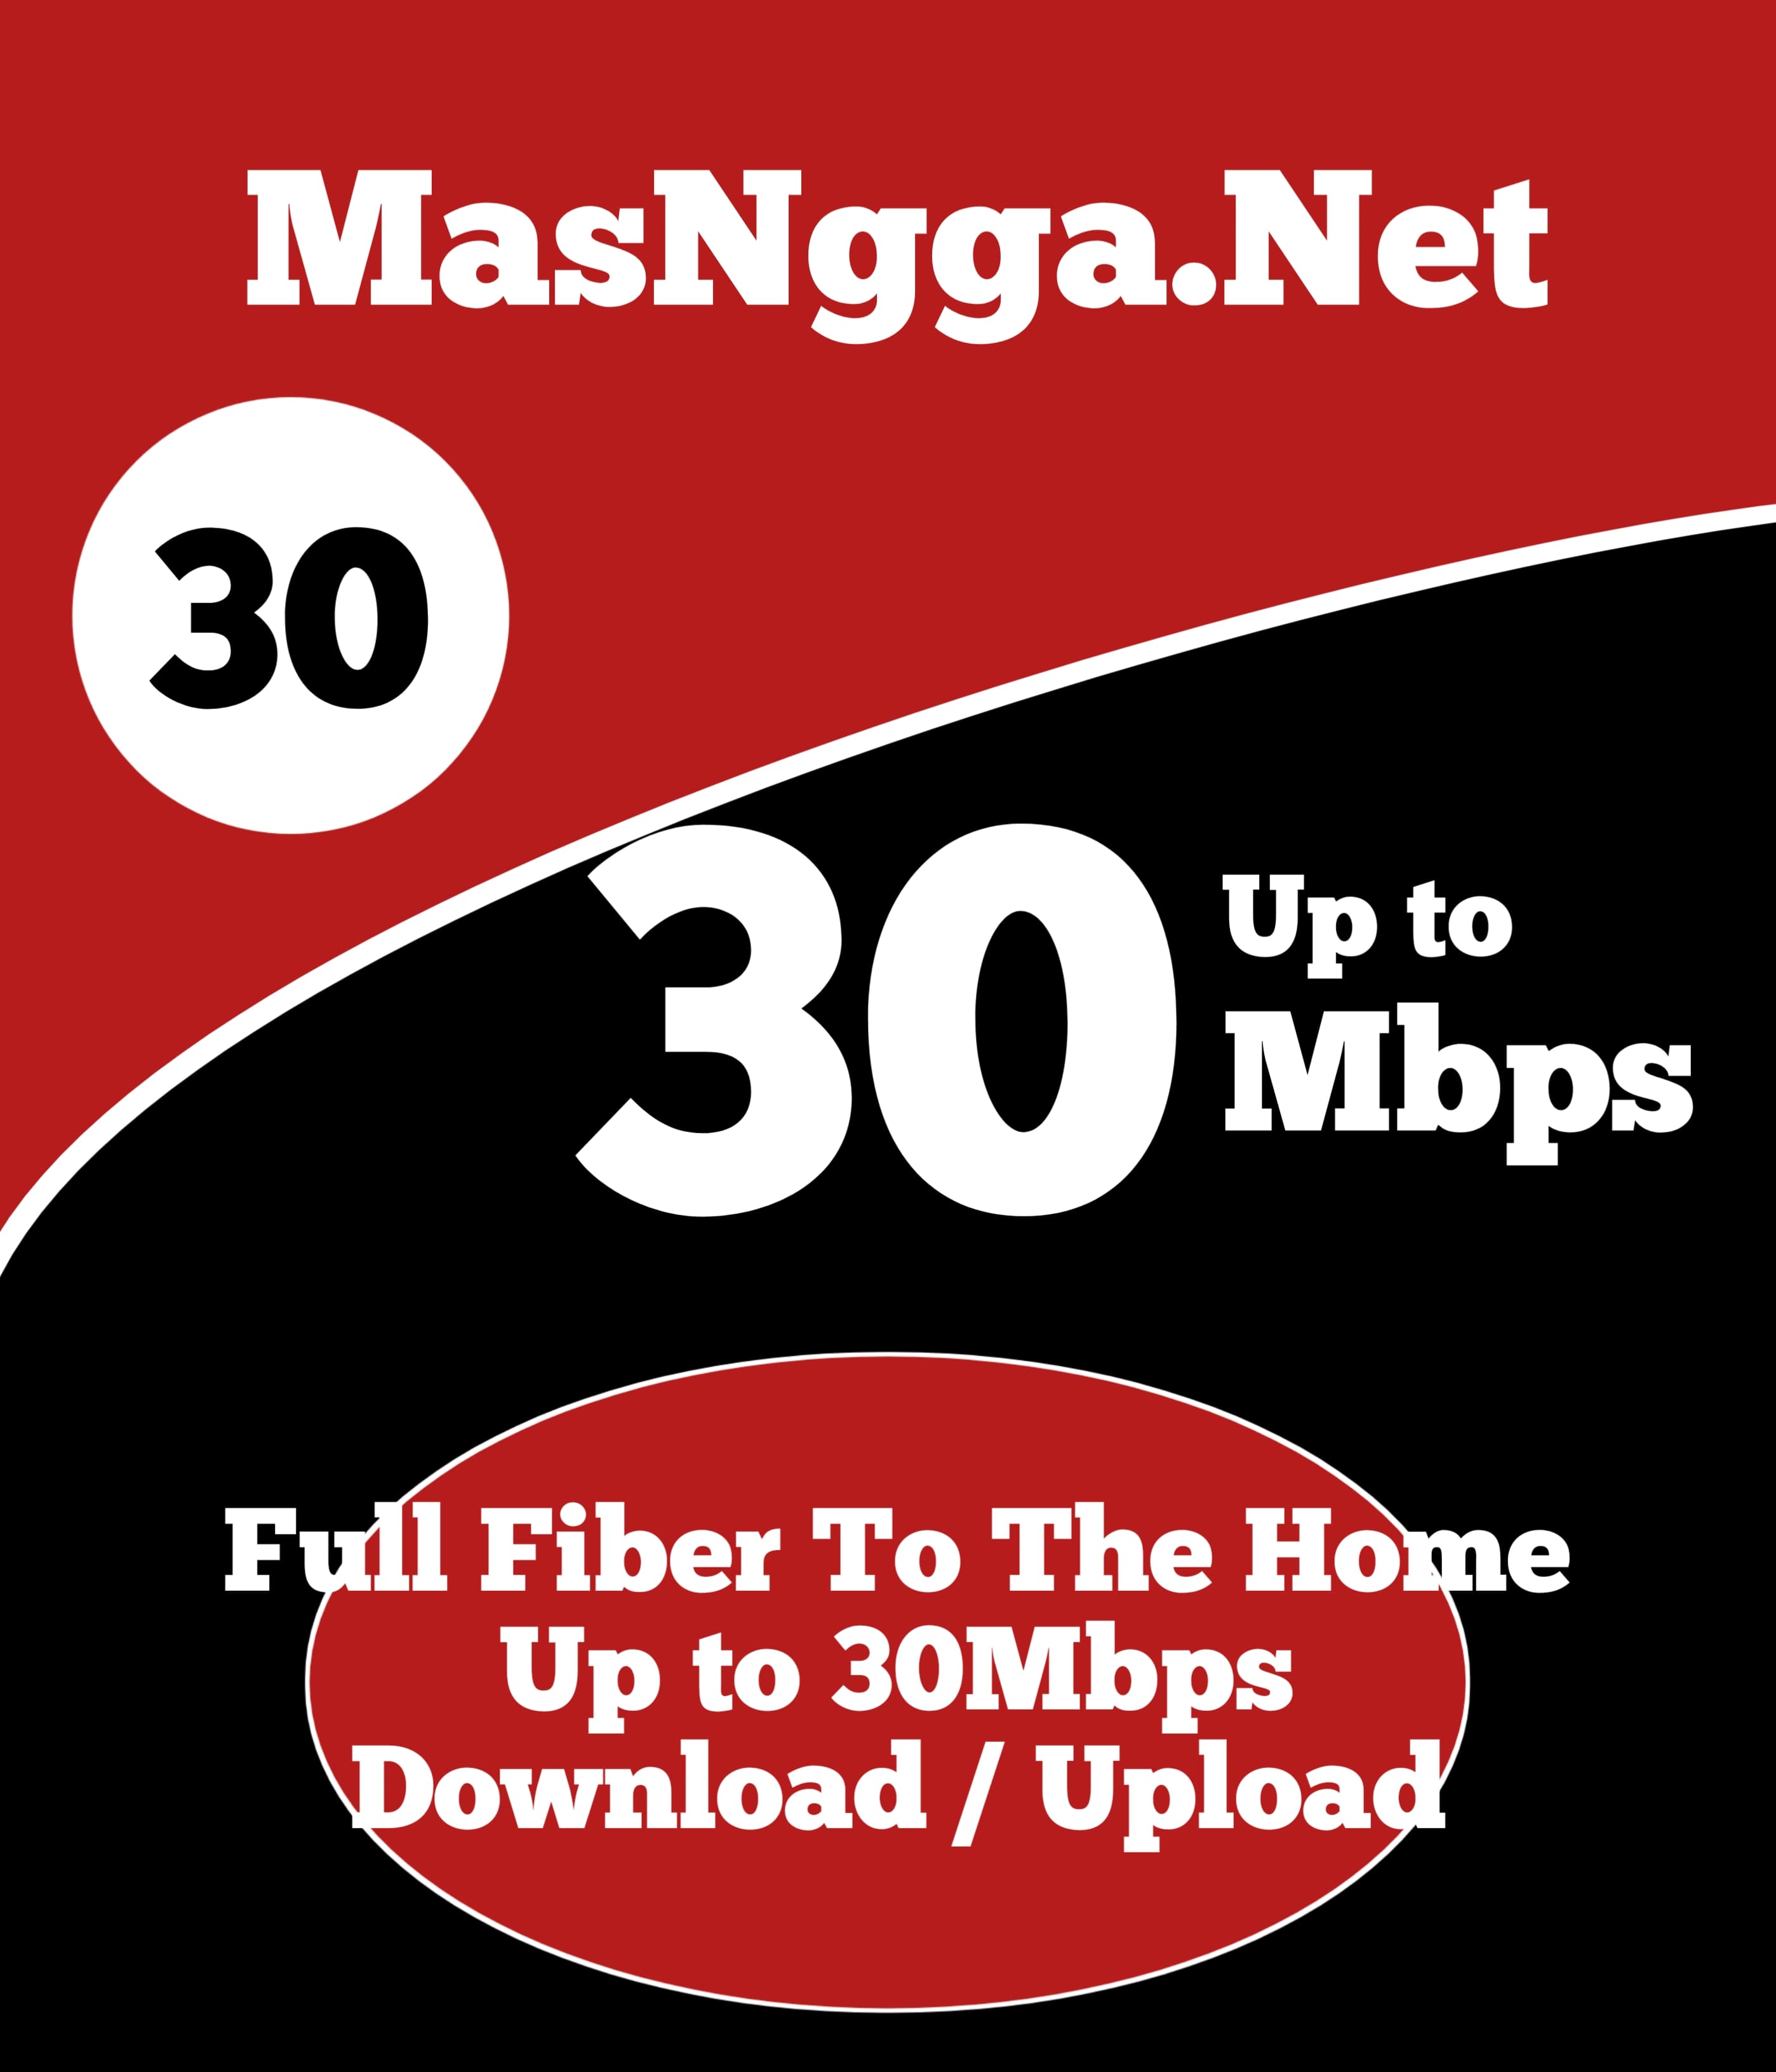 MasNgga.Net
30
30
Up to
Mbps
Full Fiber To The Home
Up to 30Mbps
Download / Upload